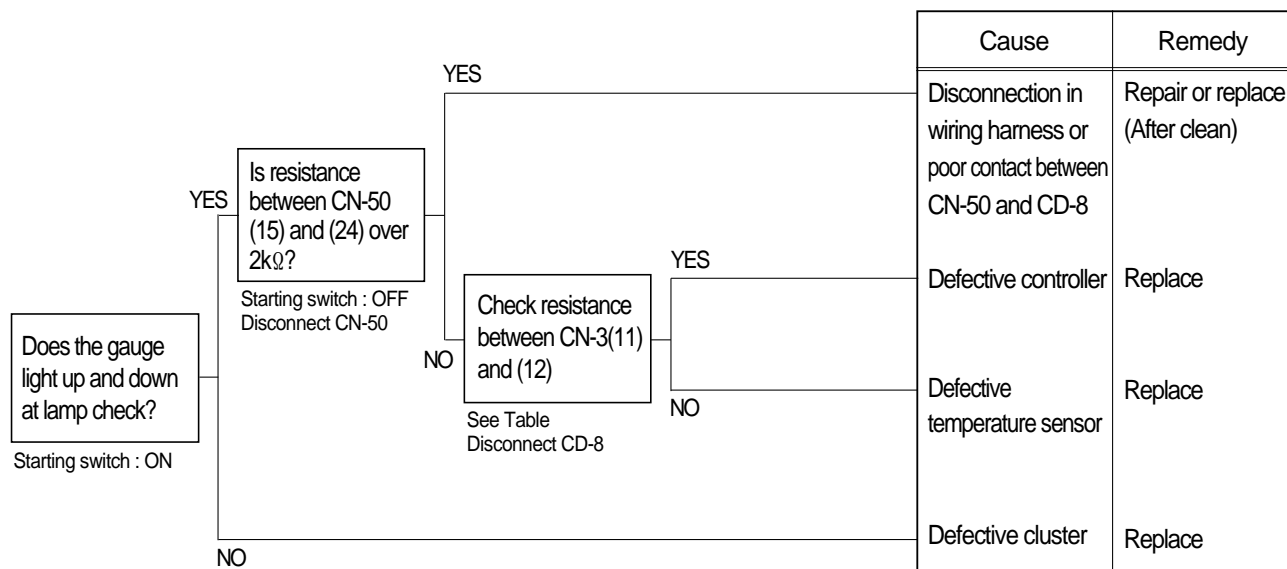 Cause
Remedy
YES
Disconnection in
wiring harness or
poor contact between
CN-50 and CD-8
Repair or replace
(After clean)
YES
Is resistance
between CN-50
(15) and (24) over
2kΩ?
Starting switch : OFF
Disconnect CN-50
YES
Defective controller
Replace
NO
Check resistance
between CN-3(11)
and (12)
See Table
Disconnect CD-8
NO
Defective
temperature sensor
Replace
Does the gauge
light up and down
at lamp check?
Starting switch : ON
NO
Defective cluster
Replace